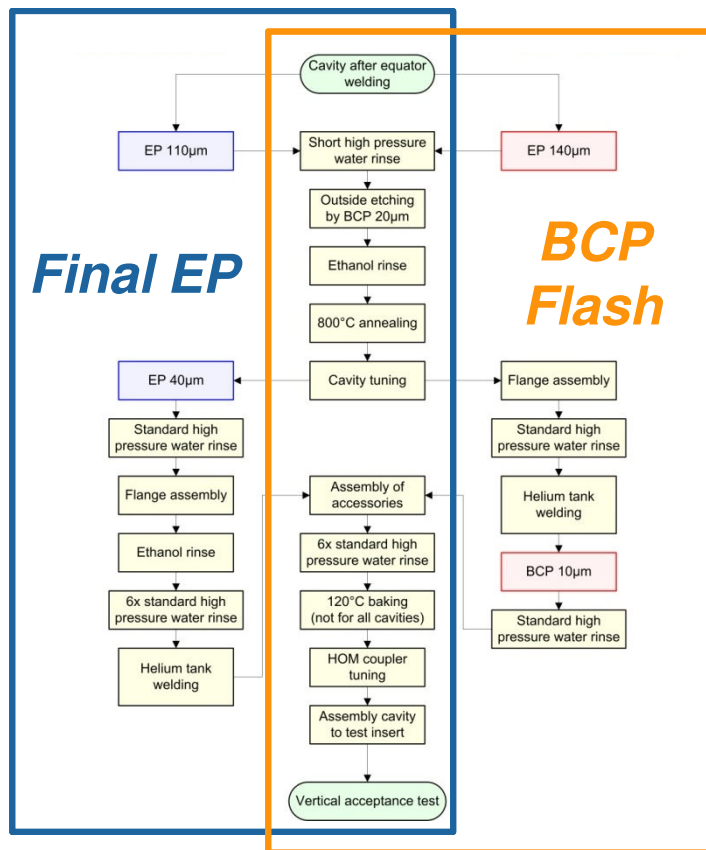 Cavity after equator
welding
EP 110µm
Short high pressure
water rinse
EP 140µm
Outside etching
by BCP 20µm
Final EP
BCP
Flash
Ethanol rinse
800°C annealing
EP 40µm
Cavity tuning
Flange assembly
Standard high
pressure water rinse
Standard high
pressure water rinse
Flange assembly
Assembly of
accessories
Helium tank
welding
Ethanol rinse
6x standard high
pressure water rinse
BCP 10µm
6x standard high
pressure water rinse
120°C baking
(not for all cavities)
Standard high
pressure water rinse
Helium tank
welding
HOM coupler
tuning
Assembly cavity
to test insert
Vertical acceptance test